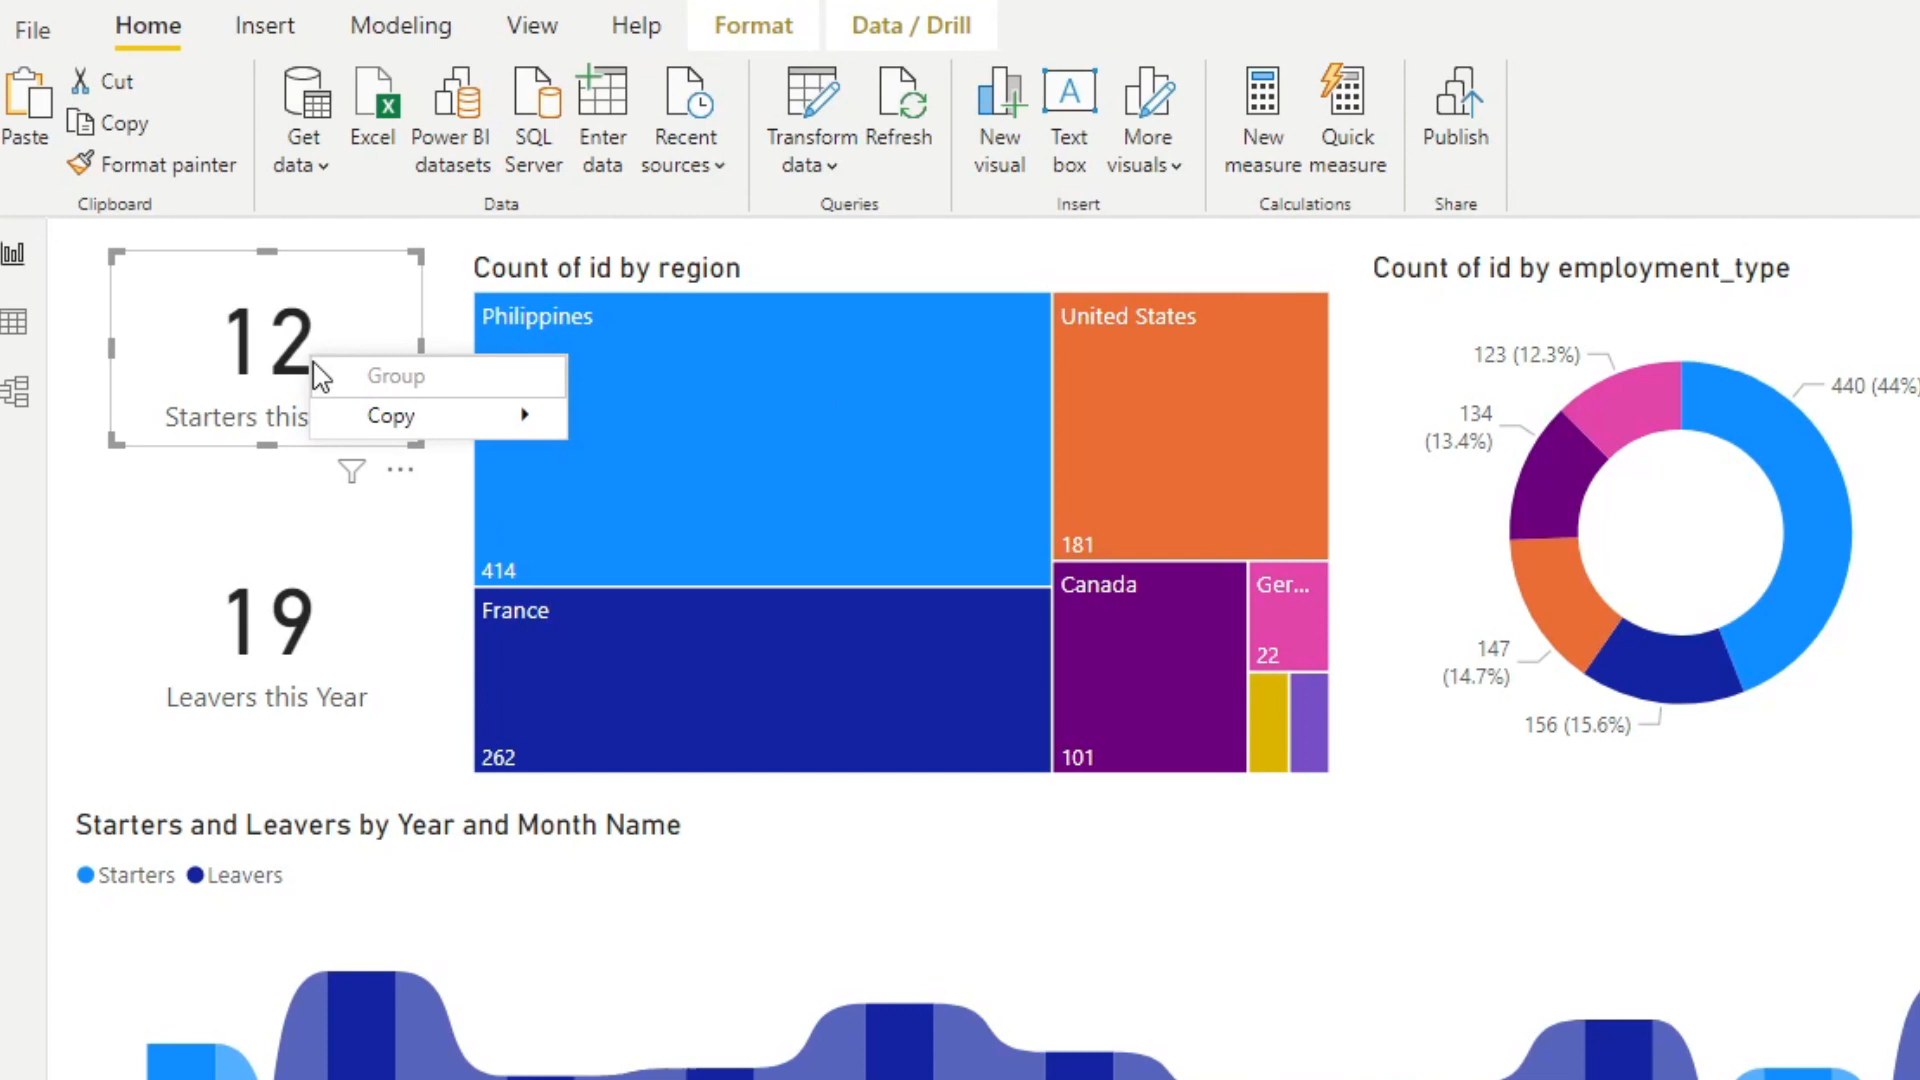 File
Home
Insert
Modeling
View
Help
Format
Data / Drill
Paste
Cut
Copy
Format painter
Clipboard
Get
data
Excel
Power BI
datasets
SQL
Server
Enter
data
Recent
sources
Data
Transform
data
Refresh
Queries
New
visual
A
Text
box
More
visuals
Insert
New
measure
Quick
measure
Calculations
Publish
Share
12
Starters this
Group
Copy
19
Leavers this Year
Count of id by region
Philippines
414
France
262
United States
181
Canada
101
Ger...
22
Count of id by employment_type
123 (12.3%)
440 (44%)
134
(13.4%)
147
(14.7%)
156 (15.6%)
Starters and Leavers by Year and Month Name
Starters
Leavers